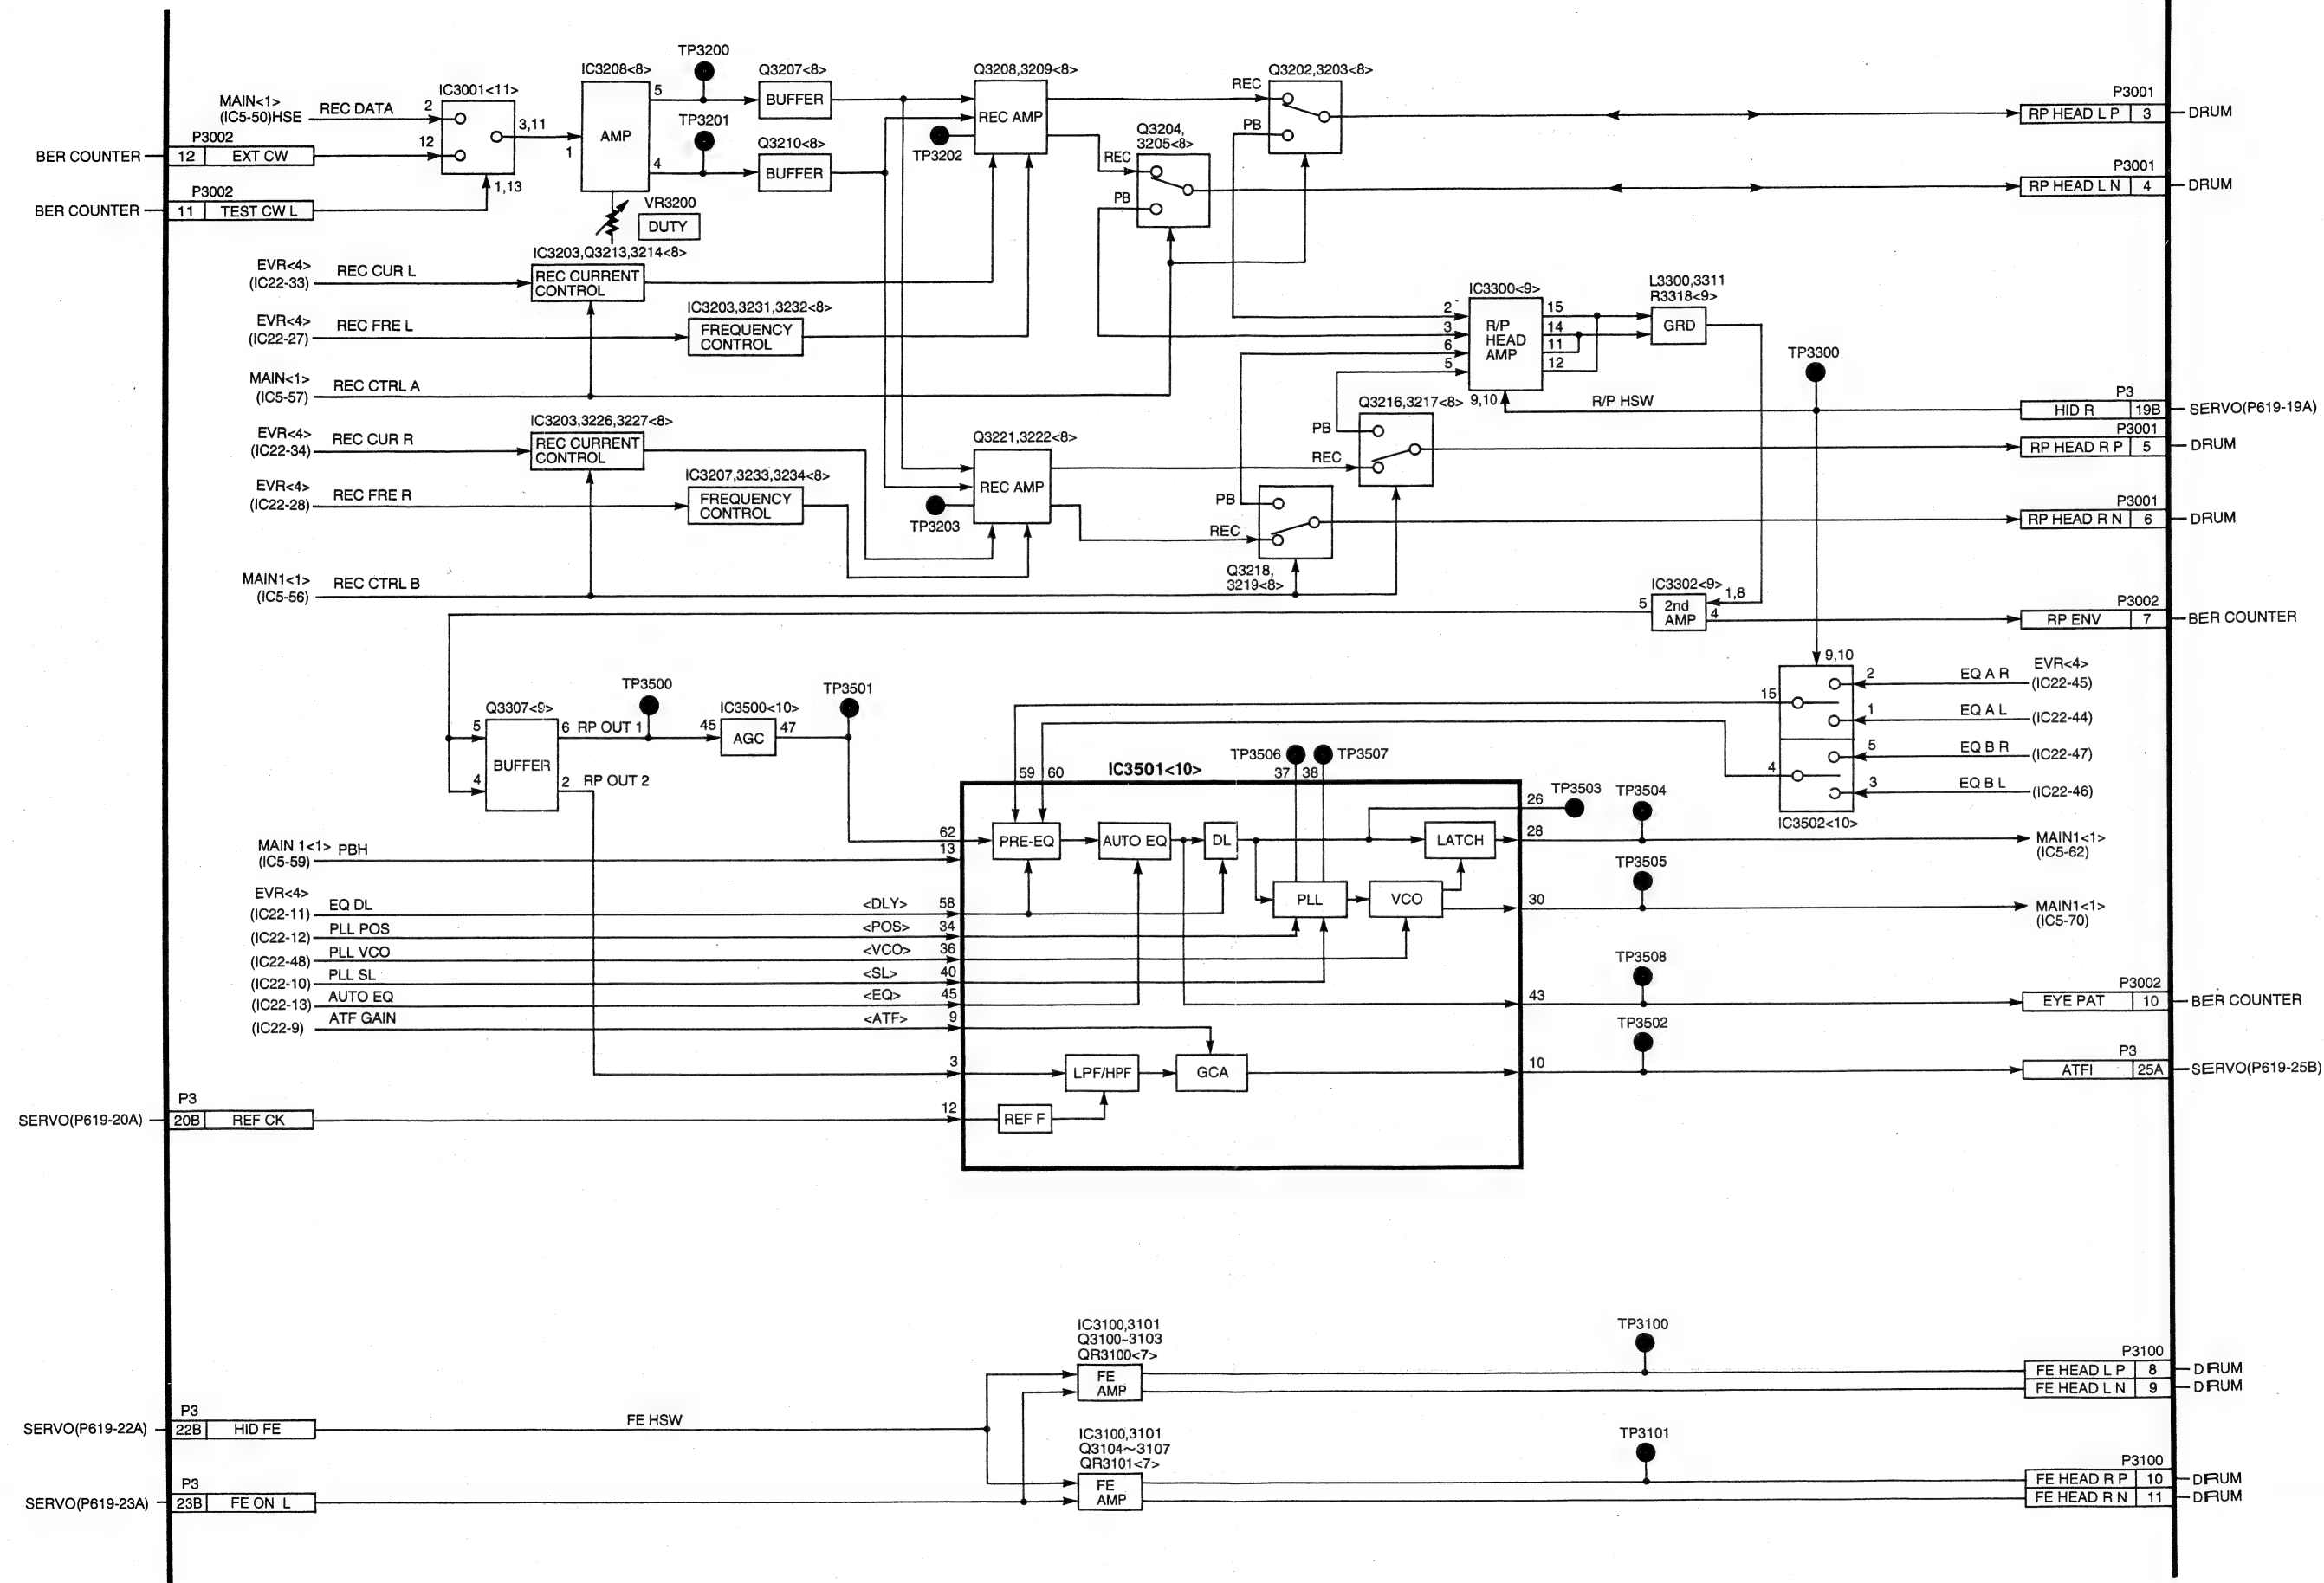 TP3200
IC3208<8>
Q3207<8>
Q3208,3209<8>
Q3202,3203<8>
IC3001<11>
MAIN<1>
(IC5-50)HSE
REC DATA
2
3,11
5
BUFFER
REC AMP
REC
PB
P3001
RP HEAD L P 3
DRUM
P3002
BER COUNTER
12 EXT CW
12
1
AMP
TP3201
4
Q3210<8>
BUFFER
TP3202
Q3204,
3205<8>
REC
PB
P3001
RP HEAD L N 4
DRUM
P3002
BER COUNTER
11 TEST CW L
1,13
VR3200
DUTY
IC3203,Q3213,3214<8>
EVR<4>
(IC22-33)
REC CUR L
REC CURRENT
CONTROL
IC3203,3231,3232<8>
EVR<4>
(IC22-27)
REC FRE L
FREQUENCY
CONTROL
IC3300<9>
2
3
6
5
R/P
HEAD
AMP
15
14
11
12
9,10
L3300,3311
R3318<9>
GRD
TP3300
MAIN<1>
(IC5-57)
REC CTRL A
R/P HSW
P3
HID R 19B
SERVO(P619-19A)
IC3203,3226,3227<8>
EVR<4>
(IC22-34)
REC CUR R
REC CURRENT
CONTROL
Q3221,3222<8>
Q3216,3217<8>
PB
REC
P3001
RP HEAD R P 5
DRUM
IC3207,3233,3234<8>
EVR<4>
(IC22-28)
REC FRE R
FREQUENCY
CONTROL
REC AMP
TP3203
PB
REC
Q3218,
3219<8>
P3001
RP HEAD R N 6
DRUM
MAIN1<1>
(IC5-56)
REC CTRL B
IC3302<9>
1,8
5
2nd
AMP
4
P3002
RP ENV 7
BER COUNTER
9,10
15
2
EQ A R
EVR<4>
(IC22-45)
1
EQ A L
(IC22-44)
5
EQ B R
(IC22-47)
4
3
EQ B L
(IC22-46)
IC3502<10>
TP3500
TP3501
Q3307<9>
IC3500<10>
5
6 RP OUT 1
45
AGC
47
BUFFER
4
2 RP OUT 2
IC3501<10>
59 60
TP3506
TP3507
37 38
26
TP3503
TP3504
62
PRE-EQ
AUTO EQ
DL
LATCH
28
MAIN1<1>
(IC5-62)
MAIN 1<1>
(IC5-59)
PBH
13
TP3505
PLL
VCO
30
MAIN1<1>
(IC5-70)
EVR<4>
(IC22-11)
EQ DL
<DLY>
58
(IC22-12)
PLL POS
<POS>
34
(IC22-48)
PLL VCO
<VCO>
36
(IC22-10)
PLL SL
<SL>
40
(IC22-13)
AUTO EQ
<EQ>
45
(IC22-9)
ATF GAIN
<ATF>
9
TP3508
43
P3002
EYE PAT 10
BER COUNTER
TP3502
3
LPF/HPF
GCA
10
P3
ATFI 25A
SERVO(P619-25B)
P3
SERVO(P619-20A)
20B REF CK
12
REF F
IC3100,3101
Q3100~3103
QR3100<7>
FE
AMP
TP3100
P3100
FE HEAD L P 8
DRUM
FE HEAD L N 9
DRUM
P3
SERVO(P619-22A)
22B HID FE
FE HSW
IC3100,3101
Q3104~3107
QR3101<7>
FE
AMP
TP3101
P3100
FE HEAD R P 10
DRUM
FE HEAD R N 11
DRUM
P3
SERVO(P619-23A)
23B FE ON L